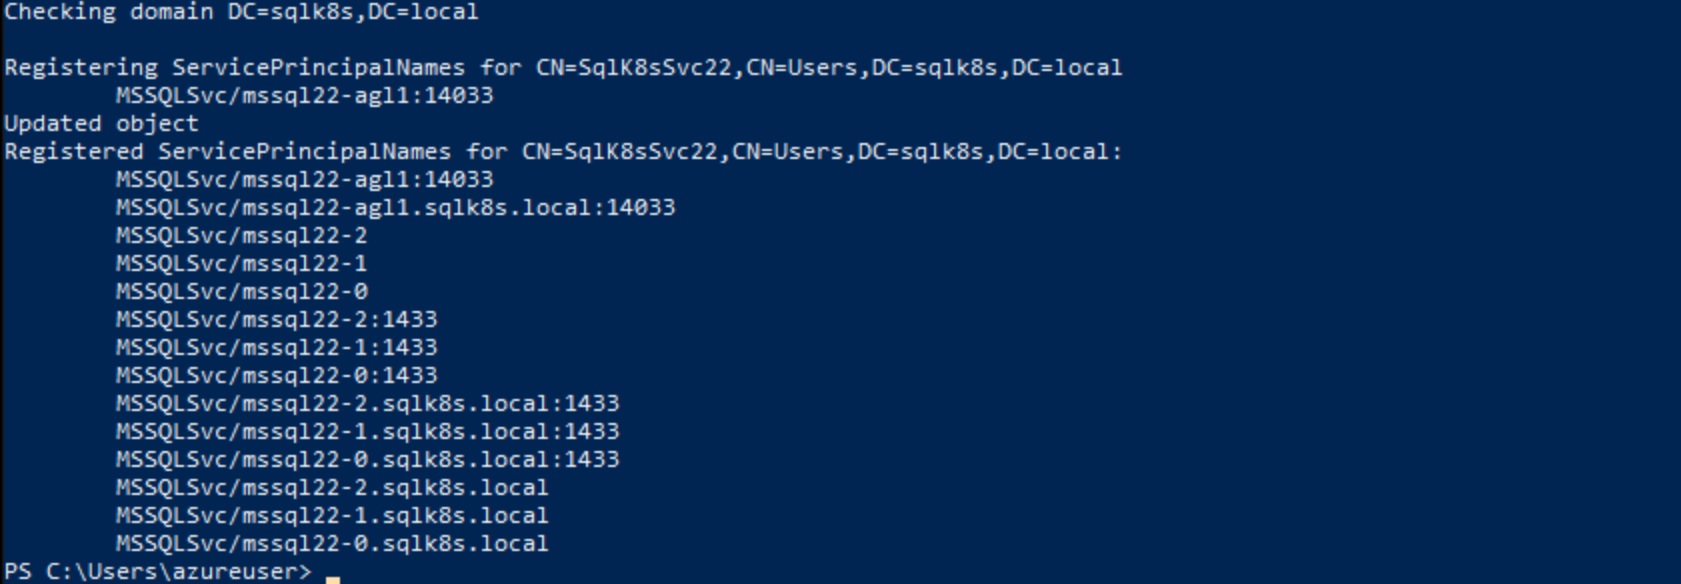 Checking domain DC=sqlk8s,DC=local
Registering ServicePrincipalNames for CN=SqlK8sSvc22,CN=Users,DC=sqlk8s,DC=local
MSSQLSvc/mssql22-agl1:14033
Updated object
Registered ServicePrincipalNames for CN=SqlK8sSvc22,CN=Users,DC=sqlk8s,DC=local:
MSSQLSvc/mssql22-agl1:14033
MSSQLSvc/mssql22-agl1.sqlk8s.local:14033
MSSQLSvc/mssql22-2
MSSQLSvc/mssql22-1
MSSQLSvc/mssql22-0
MSSQLSvc/mssql22-2:1433
MSSQLSvc/mssql22-1:1433
MSSQLSvc/mssql22-0:1433
MSSQLSvc/mssql22-2.sqlk8s.local:1433
MSSQLSvc/mssql22-1.sqlk8s.local:1433
MSSQLSvc/mssql22-0.sqlk8s.local:1433
MSSQLSvc/mssql22-2.sqlk8s.local
MSSQLSvc/mssql22-1.sqlk8s.local
MSSQLSvc/mssql22-0.sqlk8s.local
PS C:\Users\azureuser>